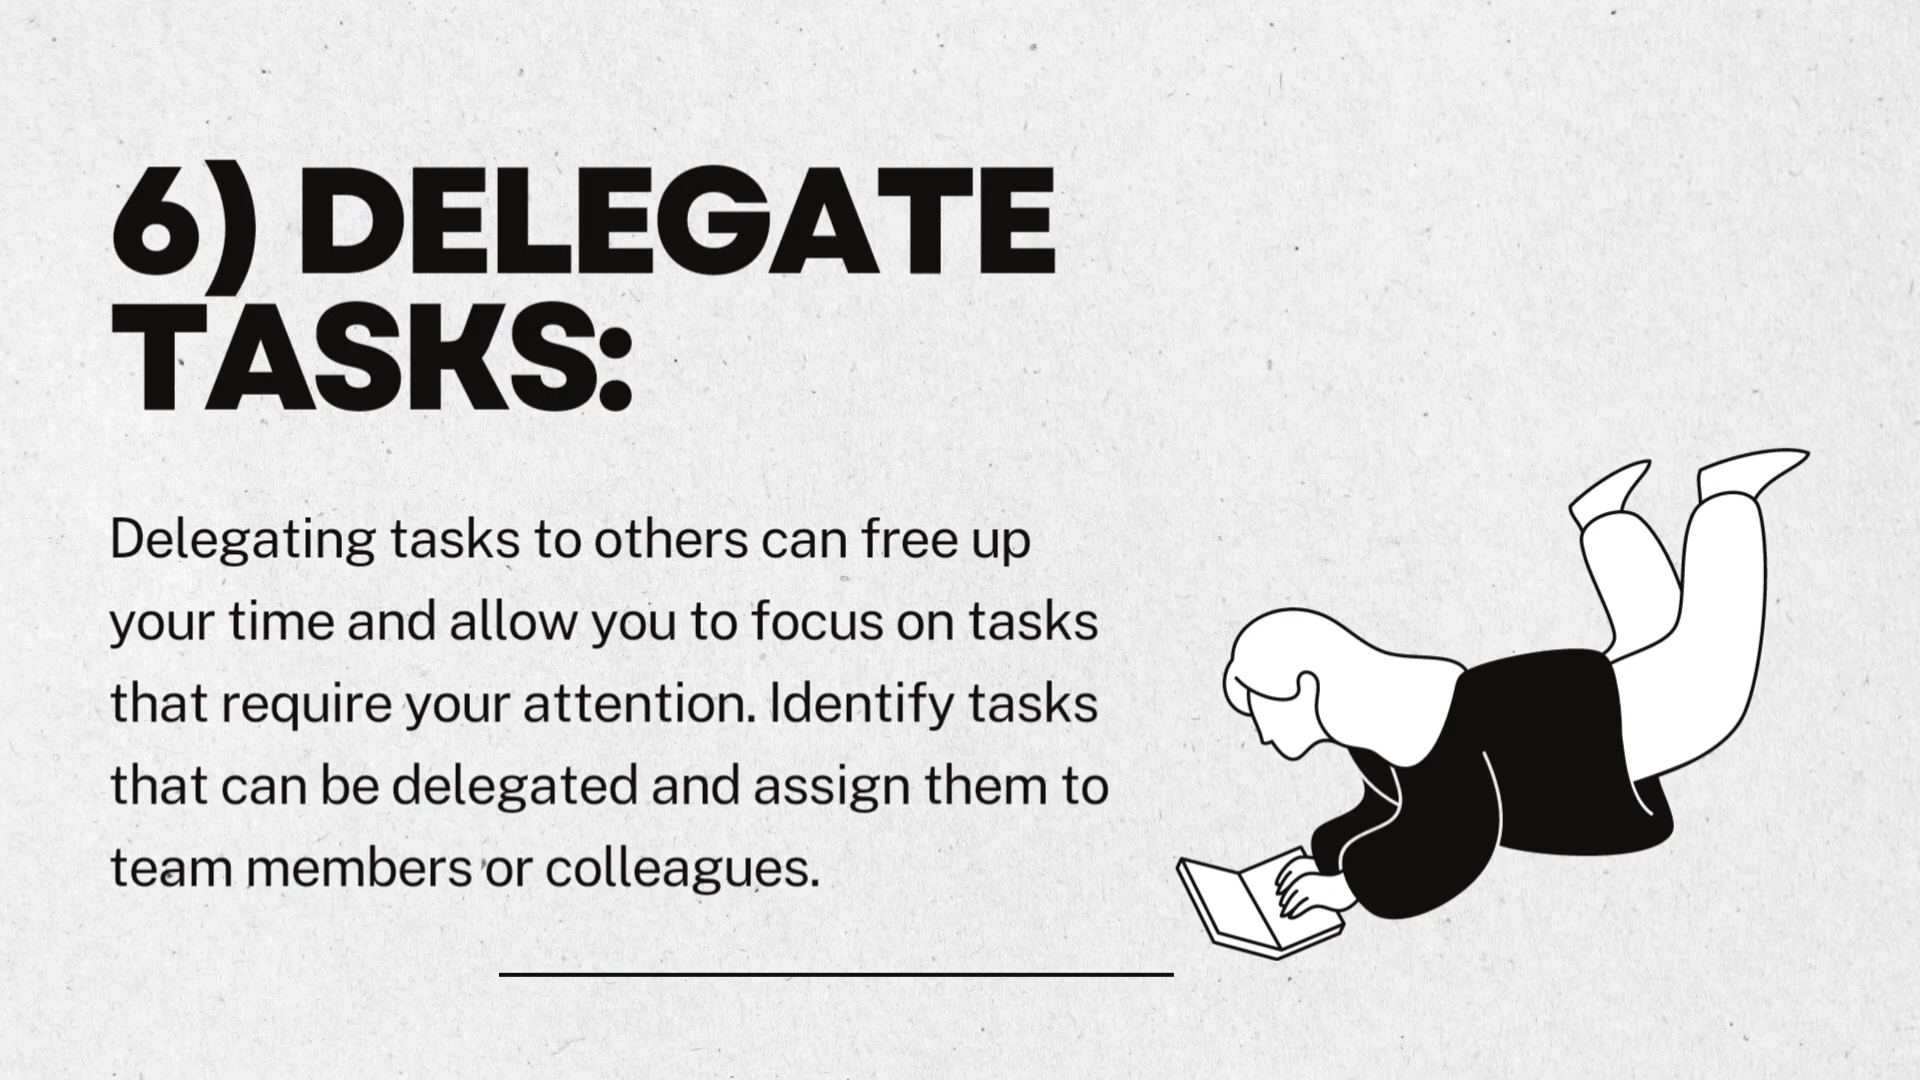 6) DELEGATE
TASKS:
Delegating tasks to others can free up
your time and allow you to focus on tasks
that require your attention. Identify tasks
that can be delegated and assign them to
team members or colleagues.